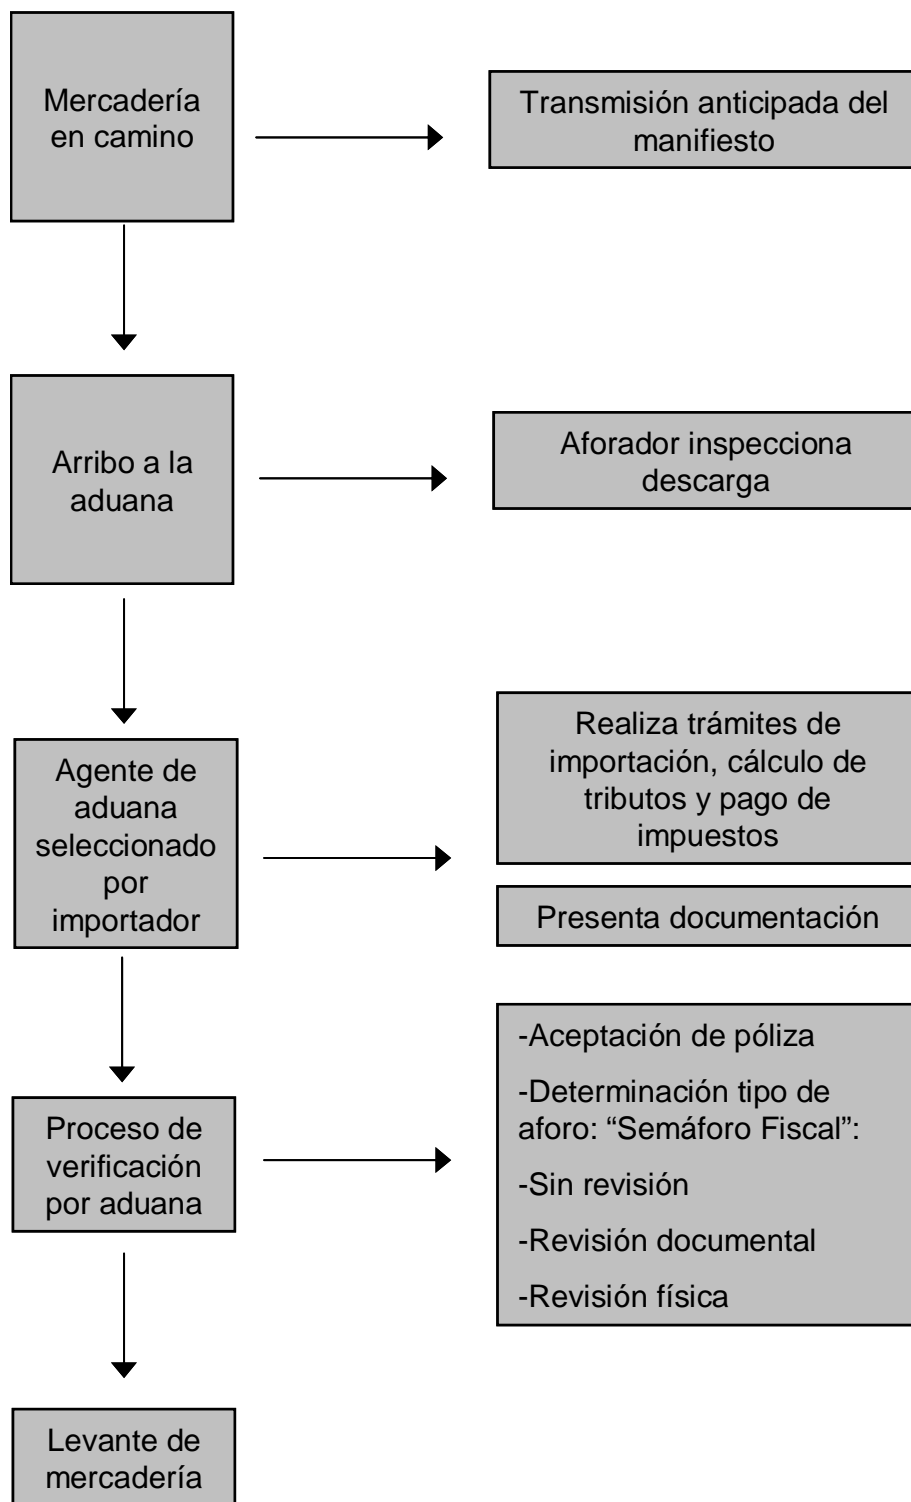 Mercadería
en camino
Transmisión anticipada del
manifiesto
Arribo a la
aduana
Aforador inspecciona
descarga
Agente de
aduana
seleccionado
por
importador
Realiza trámites de
importación, cálculo de
tributos y pago de
impuestos
Presenta documentación
Proceso de
verificación
por aduana
-Aceptación de póliza
-Determinación tipo de
aforo: “Semáforo Fiscal”:
-Sin revisión
-Revisión documental
-Revisión física
Levante de
mercadería